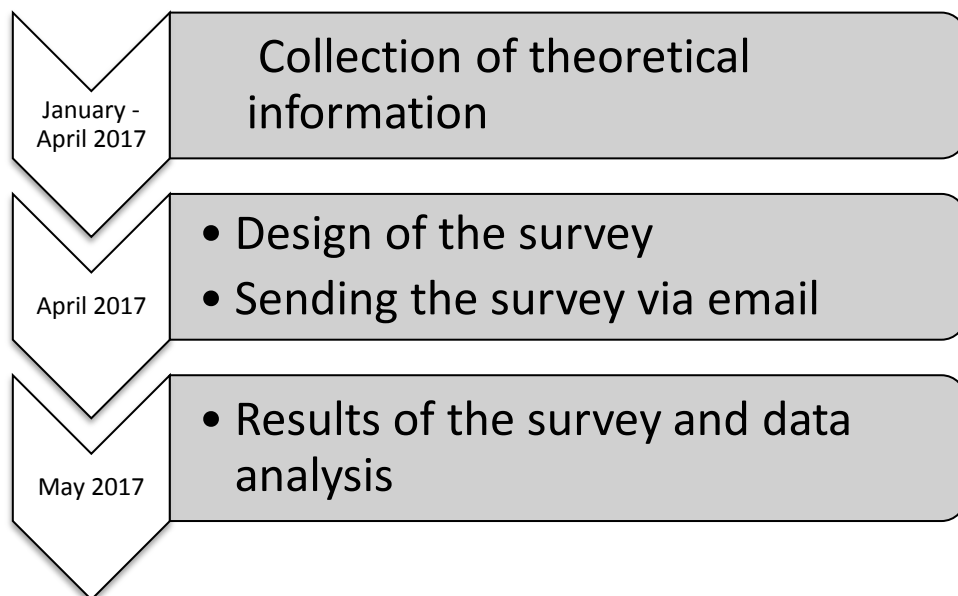 January -
April 2017
Collection of theoretical
information
April 2017
• Design of the survey
• Sending the survey via email
May 2017
• Results of the survey and data
analysis